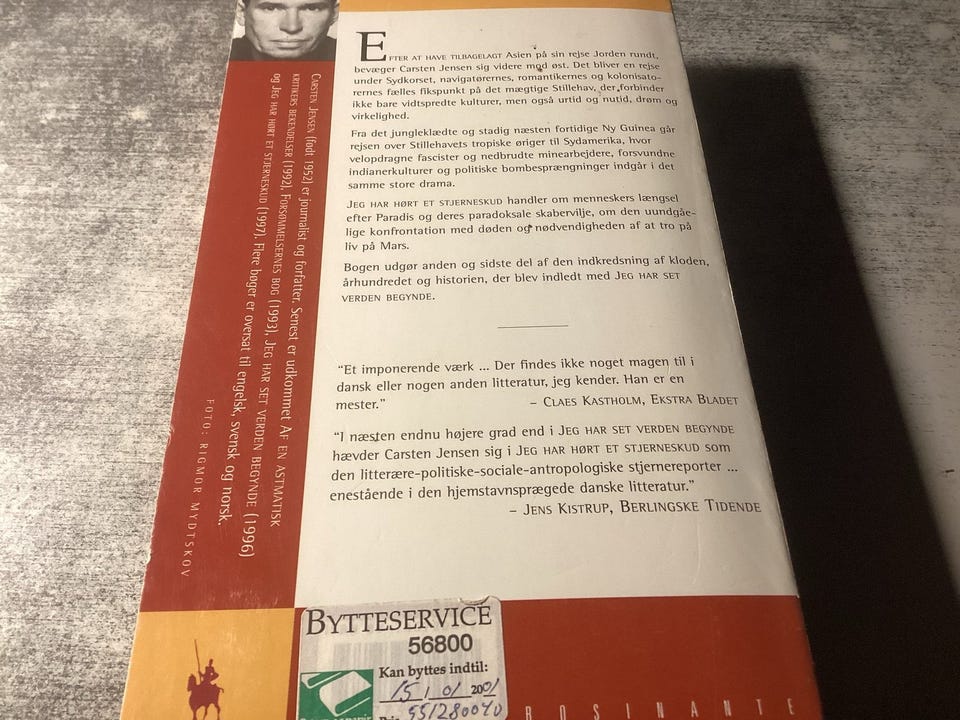 EFTER AT HAVE TILBAGELAGT Asien på sin rejse Jorden rundt,
bevæger Carsten Jensen sig videre mod øst. Det bliver en rejse
under Sydkorset, navigatørernes, romantikernes og kolonisato-
rernes fælles fikspunkt på det mægtige Stillehav, der forbinder
ikke bare vidtspredte kulturer, men også urtid og nutid, drøm og
virkelighed.
Fra det jungleklædte og stadig næsten fortidige Ny Guinea går
rejsen over Stillehavets tropiske øriger til Sydamerika, hvor
velopdragne fascister og nedbrudte minearbejdere, forsvundne
indianerkulturer og politiske bombesprængninger indgår i det
samme store drama.
JEG HAR HØRT ET STJERNESKUD handler om menneskers længsel
efter Paradis og deres paradoksale skabervilje, om den uundgåe-
lige konfrontation med døden og nødvendigheden af at tro på
liv på Mars.
Bogen udgør anden og sidste del af den indkredsning af kloden,
århundredet og historien, der blev indledt med JEG HAR SET
VERDEN BEGYNDE.
"Et imponerende værk ... Der findes ikke noget magen til i
dansk eller nogen anden litteratur, jeg kender. Han er en
mester." – CLAES KASTHOLM, EKSTRA BLADET
"I næsten endnu højere grad end i JEG HAR SET VERDEN BEGYNDE
hævder Carsten Jensen sig i JEG HAR HØRT ET STJERNESKUD som
den litterære-politiske-sociale-antropologiske stjernereporter ...
enestående i den hjemstavnsprægede danske litteratur."
– JENS KISTRUP, BERLINGSKE TIDENDE
CARSTEN JENSEN (født 1952) er journalist og forfatter. Senest er udkommet AF EN ASTMATISK
KRITIKERS BEKENDELSER (1992), FORSØMMELSERNES BOG (1993), JEG HAR SET VERDEN BEGYNDE (1996)
og JEG HAR HØRT ET STJERNESKUD (1997). Flere bøger er oversat til engelsk, svensk og norsk.
FOTO: RIGMOR MYDTSKOV
BYTTESERVICE
56800
Kan byttes indtil:
15/01 2001
ROSINANTE